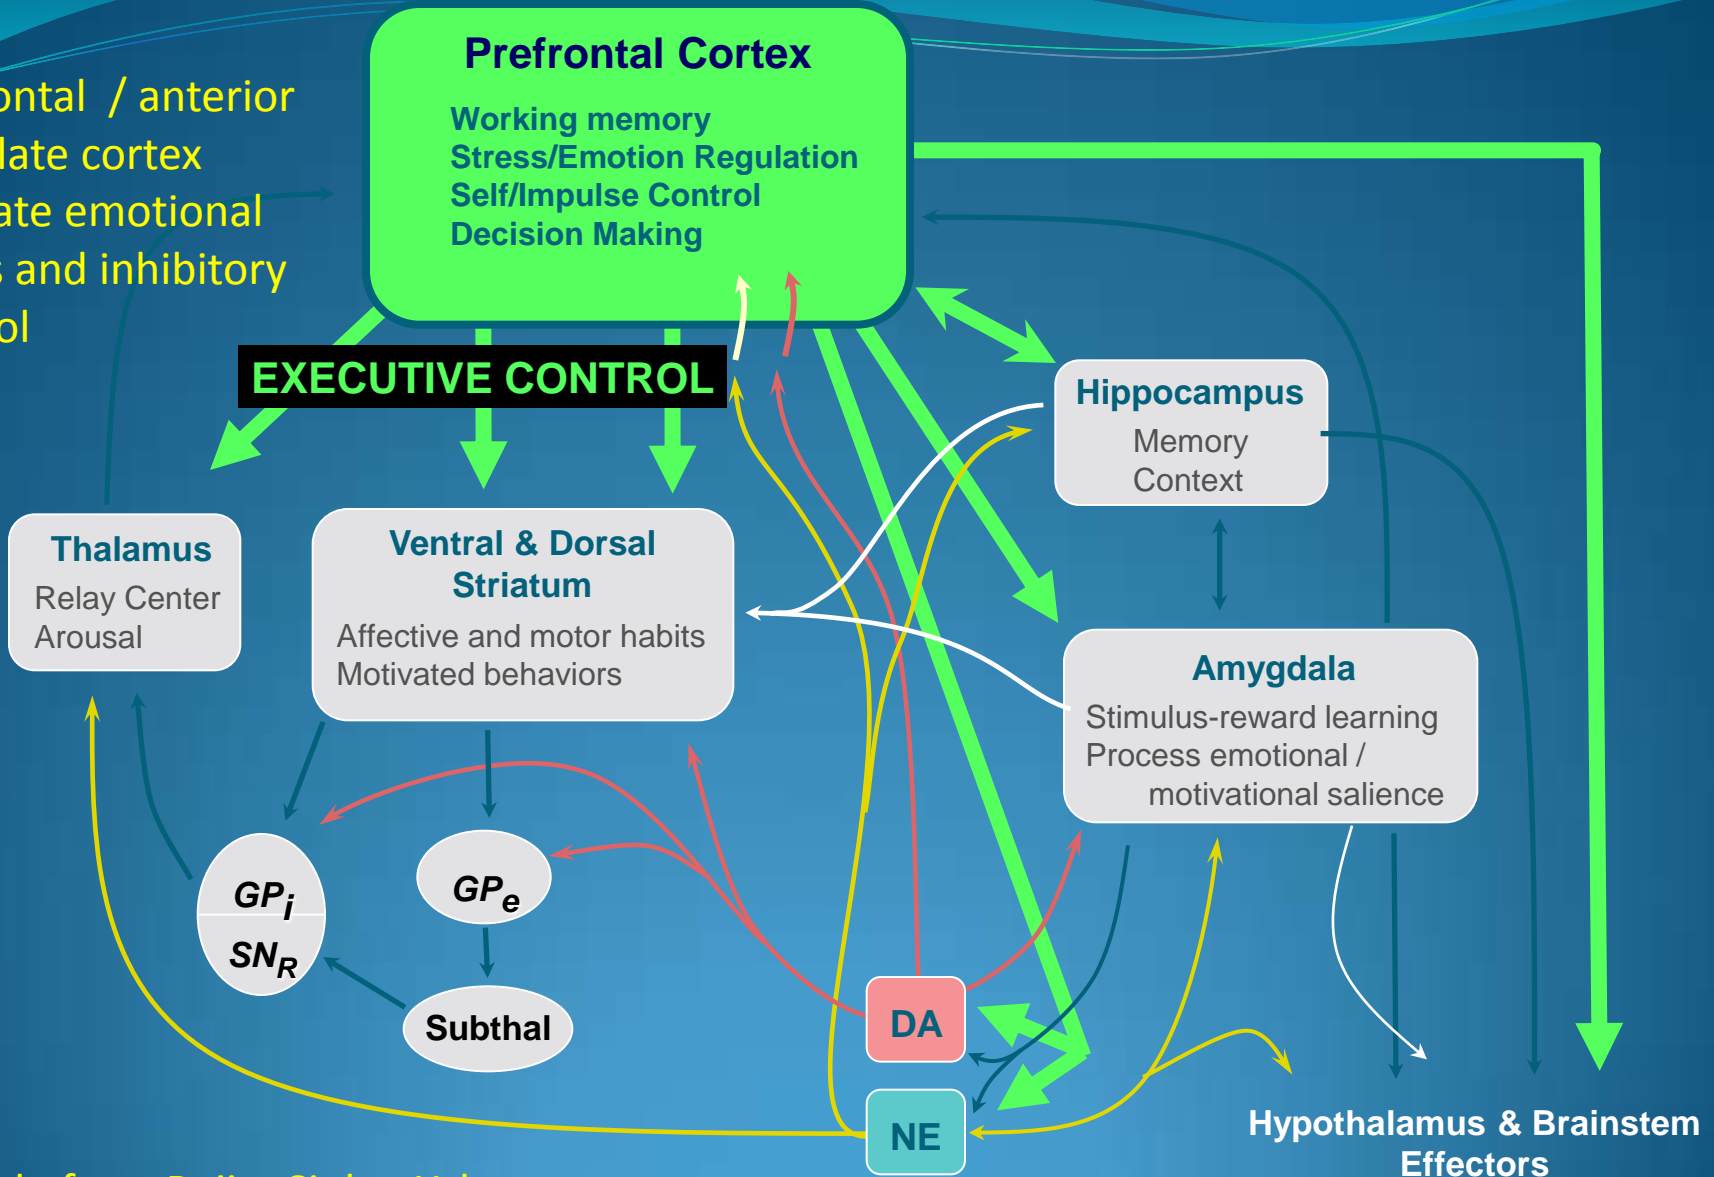 Prefrontal Cortex
Working memory
Stress/Emotion Regulation
Self/Impulse Control
Decision Making
ontal / anterior
late cortex
ate emotional
s and inhibitory
ol
EXECUTIVE CONTROL
Hippocampus
Memory
Context
Thalamus
Relay Center
Arousal
Ventral & Dorsal
Striatum
Affective and motor habits
Motivated behaviors
Amygdala
Stimulus-reward learning
Process emotional /
motivational salience
GPi
SNR
GPe
Subthal
DA
NE
Hypothalamus & Brainstem
Effectors